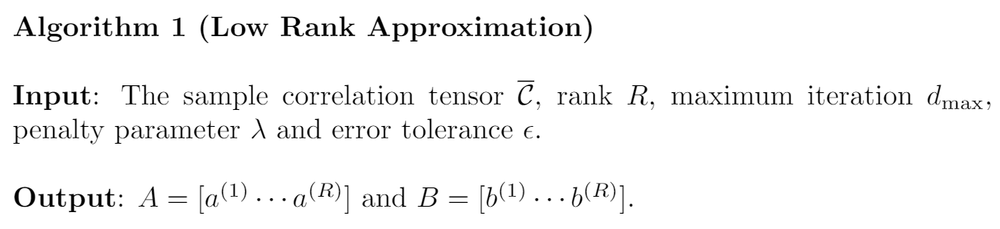 Algorithm 1 (Low Rank Approximation)
Input: The sample correlation tensor $\overline{\mathcal{C}}$, rank $R$, maximum iteration $d_{\max}$,
penalty parameter $\lambda$ and error tolerance $\epsilon$.
Output: $A = [a^{(1)} \cdots a^{(R)}]$ and $B = [b^{(1)} \cdots b^{(R)}]$.